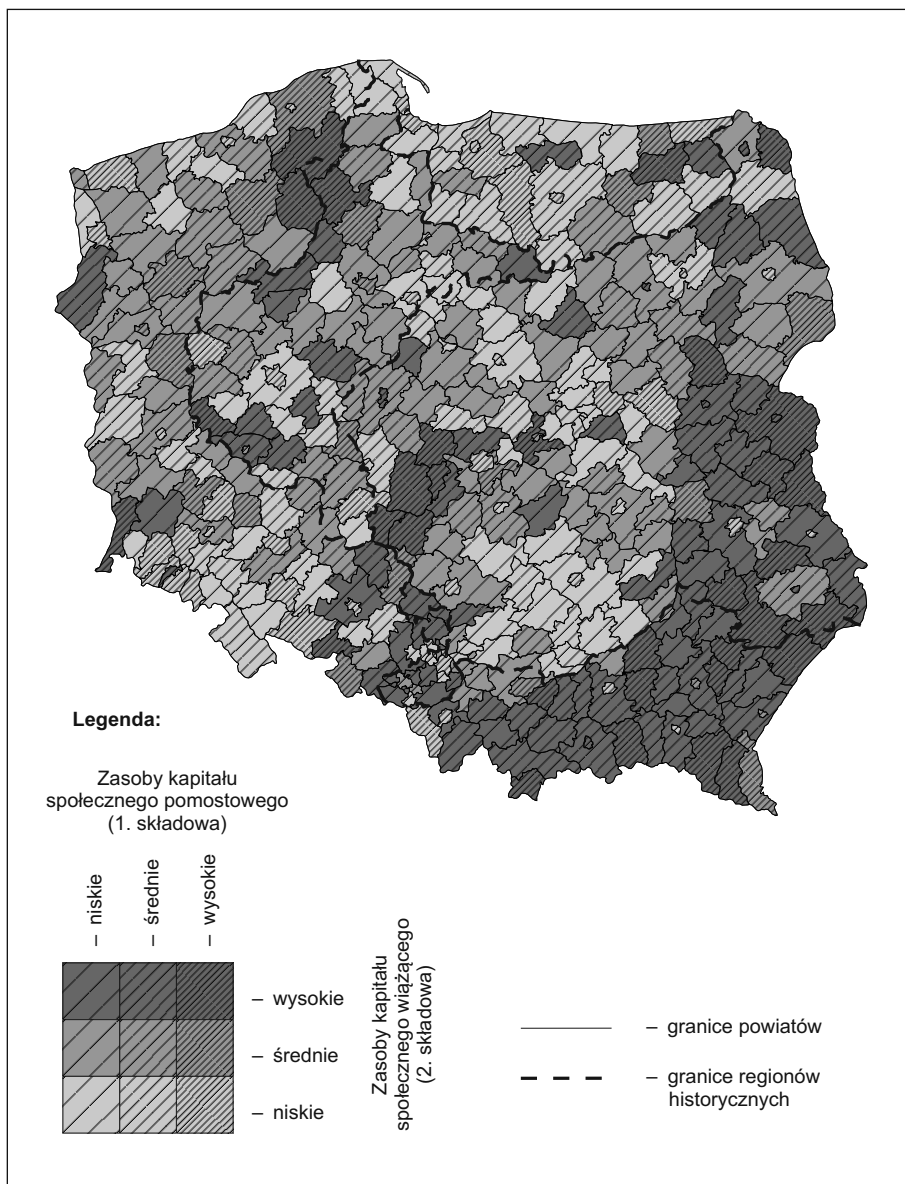 Legenda:
Zasoby kapitału
społecznego pomostowego
(1. składowa)
– niskie
– średnie
– wysokie
– wysokie
– średnie
– niskie
Zasoby kapitału
społecznego wiążącego
(2. składowa)
– granice powiatów
– granice regionów
historycznych